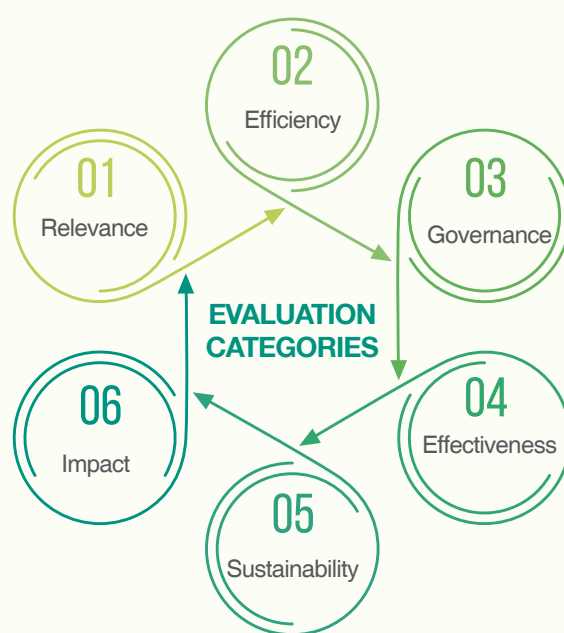 01
Relevance
02
Efficiency
03
Governance
EVALUATION
CATEGORIES
04
Effectiveness
05
Sustainability
06
Impact